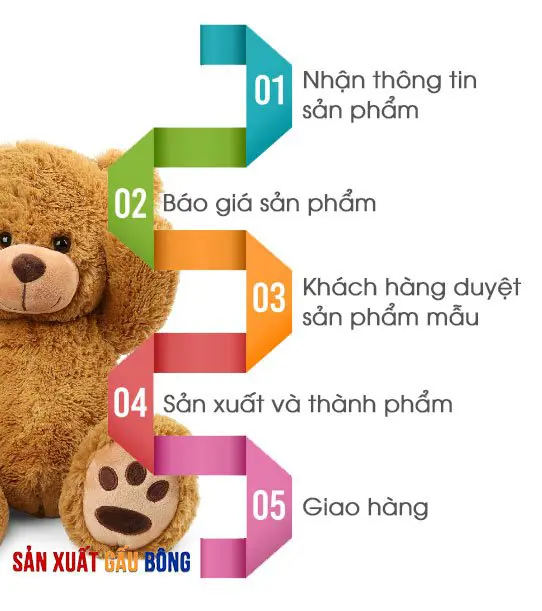 01
Nhận thông tin
sản phẩm
02
Báo giá sản phẩm
03
Khách hàng duyệt
sản phẩm mẫu
04
Sản xuất và thành phẩm
05
Giao hàng
SẢN XUẤT GẤU BÔNG